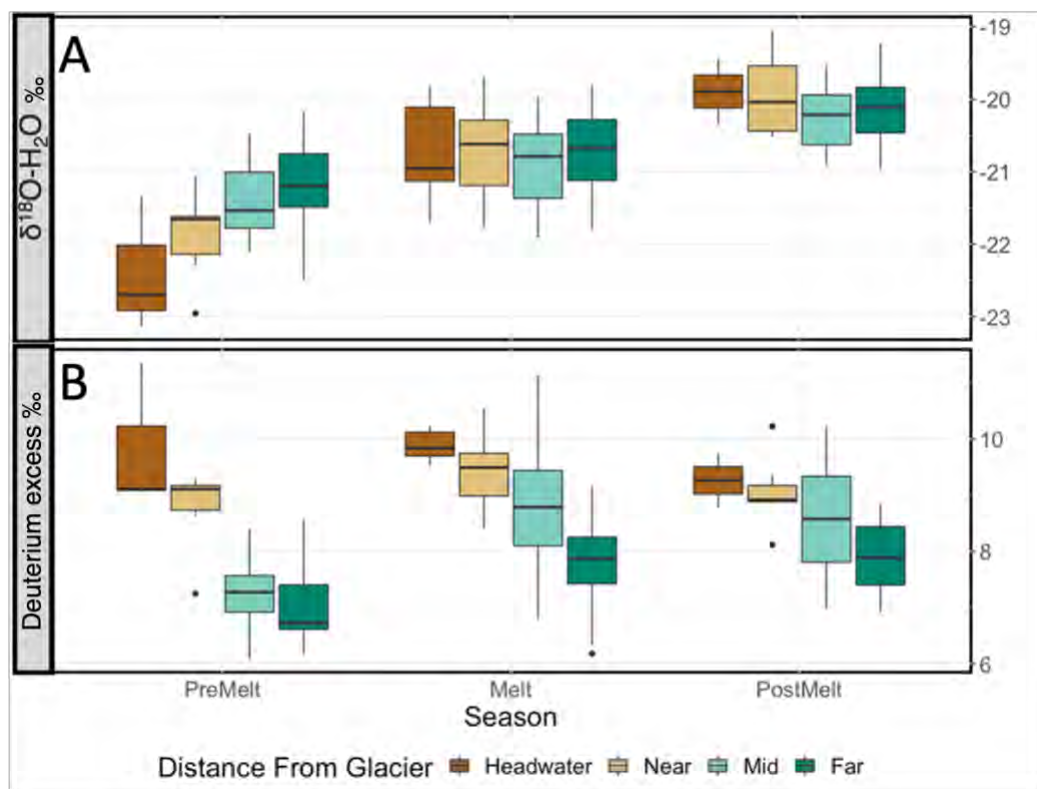 A
δ¹⁸O-H₂O ‰
-19
-20
-21
-22
-23
B
Deuterium excess ‰
10
8
6
PreMelt Melt PostMelt
Season
Distance From Glacier Headwater Near Mid Far